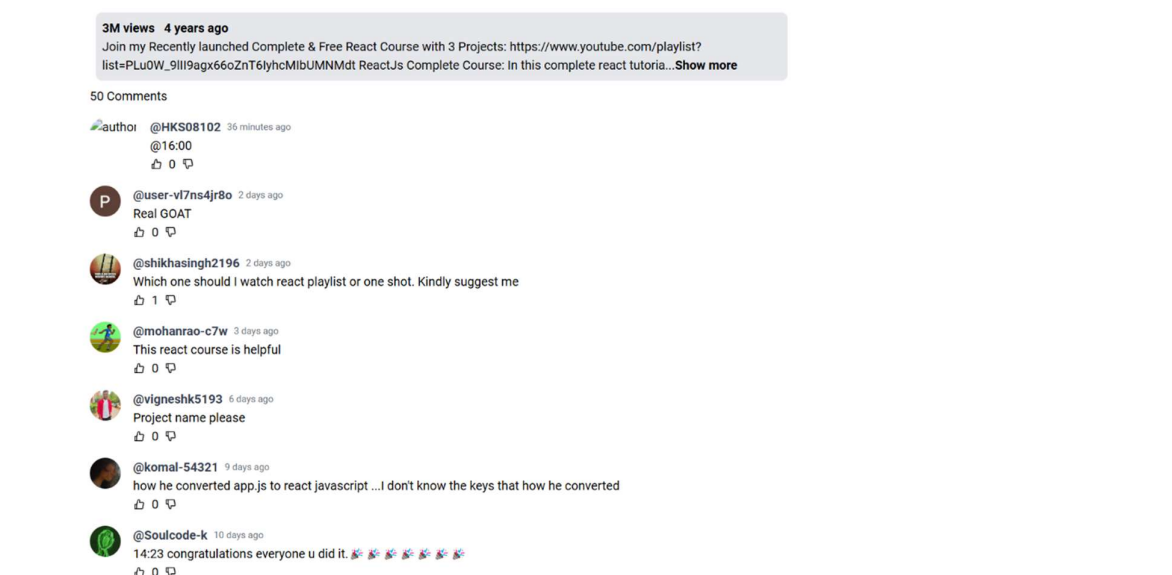 3M views 4 years ago
Join my Recently launched Complete & Free React Course with 3 Projects: https://www.youtube.com/playlist?
list=PLu0W_9lII9agx66oZnT6IyhcMIbUMNMdt ReactJs Complete Course: In this complete react tutoria...Show more
50 Comments
author @HKS08102 36 minutes ago
@16:00
0
P @user-vl7ns4jr8o 2 days ago
Real GOAT
0
@shikhasingh2196 2 days ago
Which one should I watch react playlist or one shot. Kindly suggest me
1
@mohanrao-c7w 3 days ago
This react course is helpful
0
@vigneshk5193 6 days ago
Project name please
0
@komal-54321 9 days ago
how he converted app.js to react javascript ...I don't know the keys that how he converted
0
@Soulcode-k 10 days ago
14:23 congratulations everyone u did it. 🎉 🎉 🎉 🎉 🎉 🎉 🎉
0